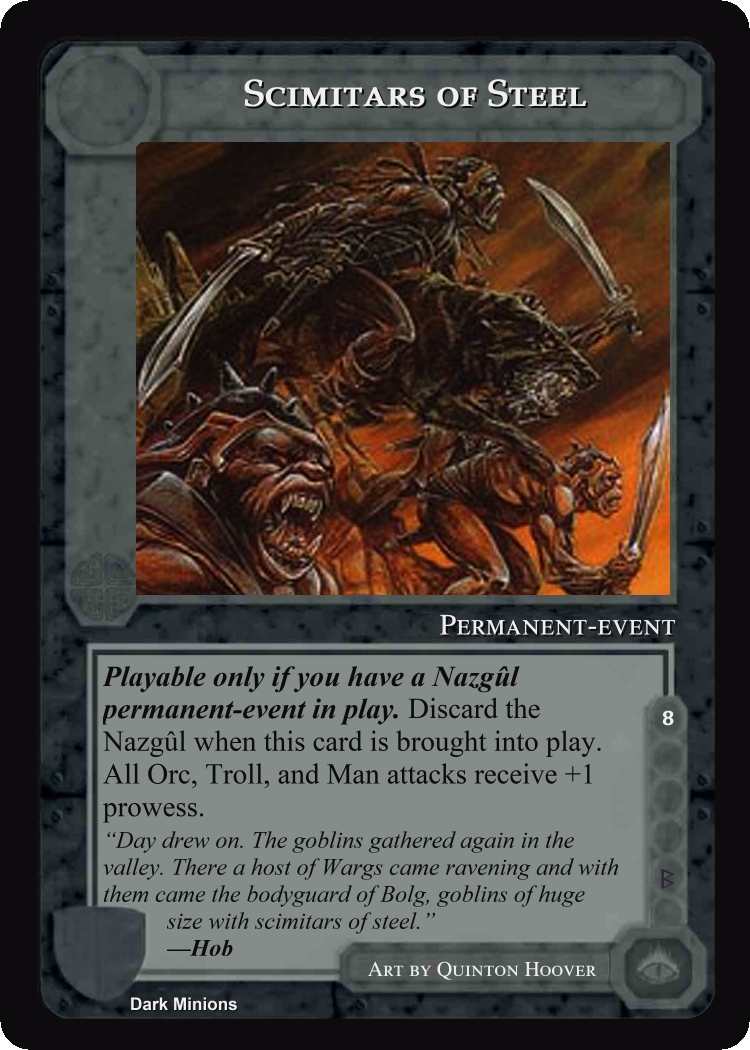 Scimitars of Steel
Permanent-event
Playable only if you have a Nazgûl
permanent-event in play. Discard the
Nazgûl when this card is brought into play.
All Orc, Troll, and Man attacks receive +1
prowess.
8
“Day drew on. The goblins gathered again in the
valley. There a host of Wargs came ravening and with
them came the bodyguard of Bolg, goblins of huge
size with scimitars of steel.”
—Hob
ᛒ
Art by Quinton Hoover
Dark Minions